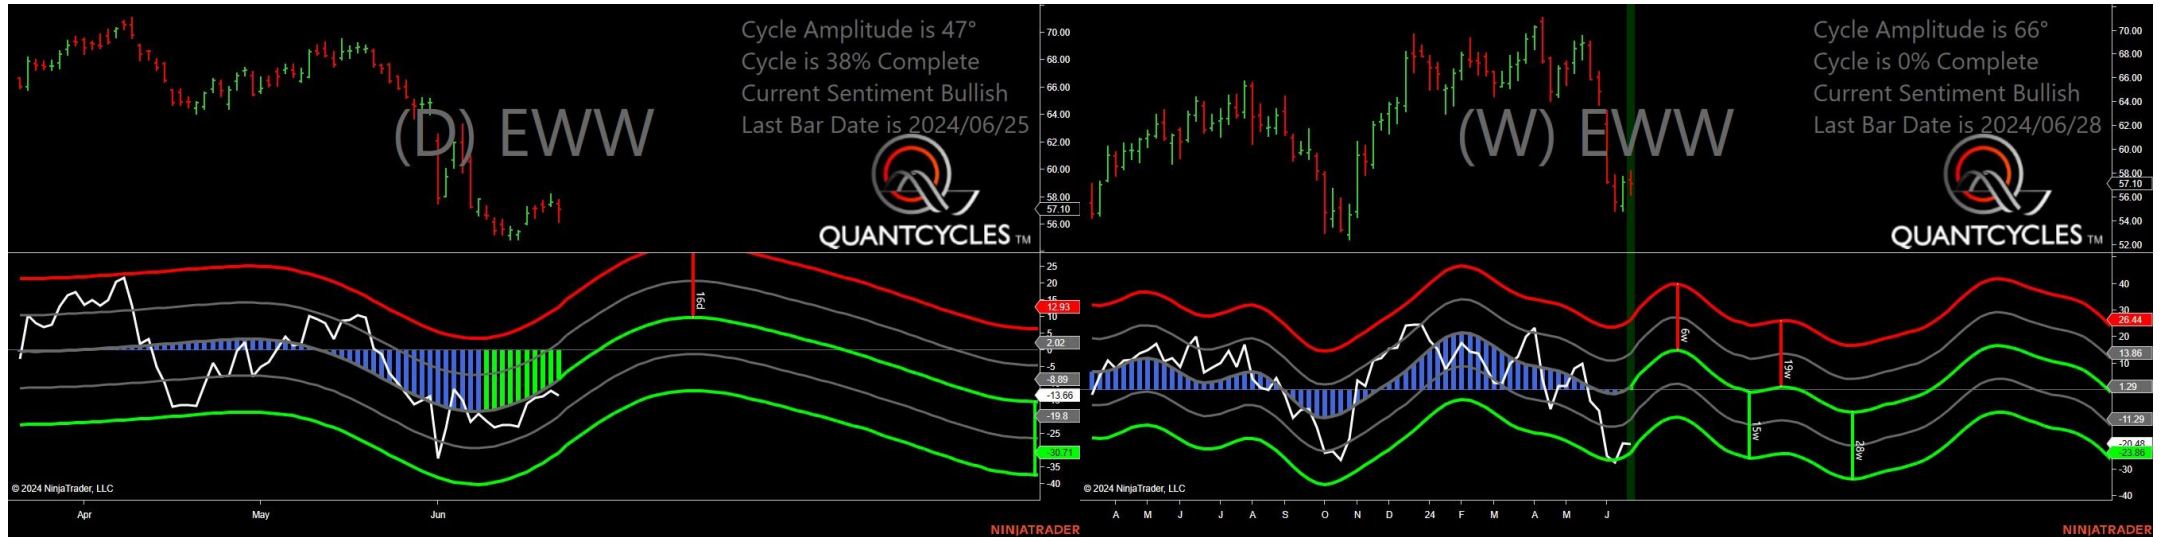 Cycle Amplitude is 47°
Cycle is 38% Complete
Current Sentiment Bullish
Last Bar Date is 2024/06/25
(D) EWW
QUANTCYCLES TM
70.00
68.00
66.00
64.00
62.00
60.00
58.00
57.10
56.00
16d
25
20
15
12.93
10
5
2.02
0
-5
-8.89
-13.66
-19.8
-25
-30.71
-35
-40
© 2024 NinjaTrader, LLC
Apr May Jun
NINJATRADER
Cycle Amplitude is 66°
Cycle is 0% Complete
Current Sentiment Bullish
Last Bar Date is 2024/06/28
(W) EWW
QUANTCYCLES TM
70.00
68.00
66.00
64.00
62.00
60.00
58.00
57.10
56.00
54.00
52.00
6w
19w
15w
28w
40
30
26.44
20
13.86
10
1.29
-11.29
-20.48
-23.86
-30
-40
© 2024 NinjaTrader, LLC
A M J J A S O N D 24 F M A M J
NINJATRADER